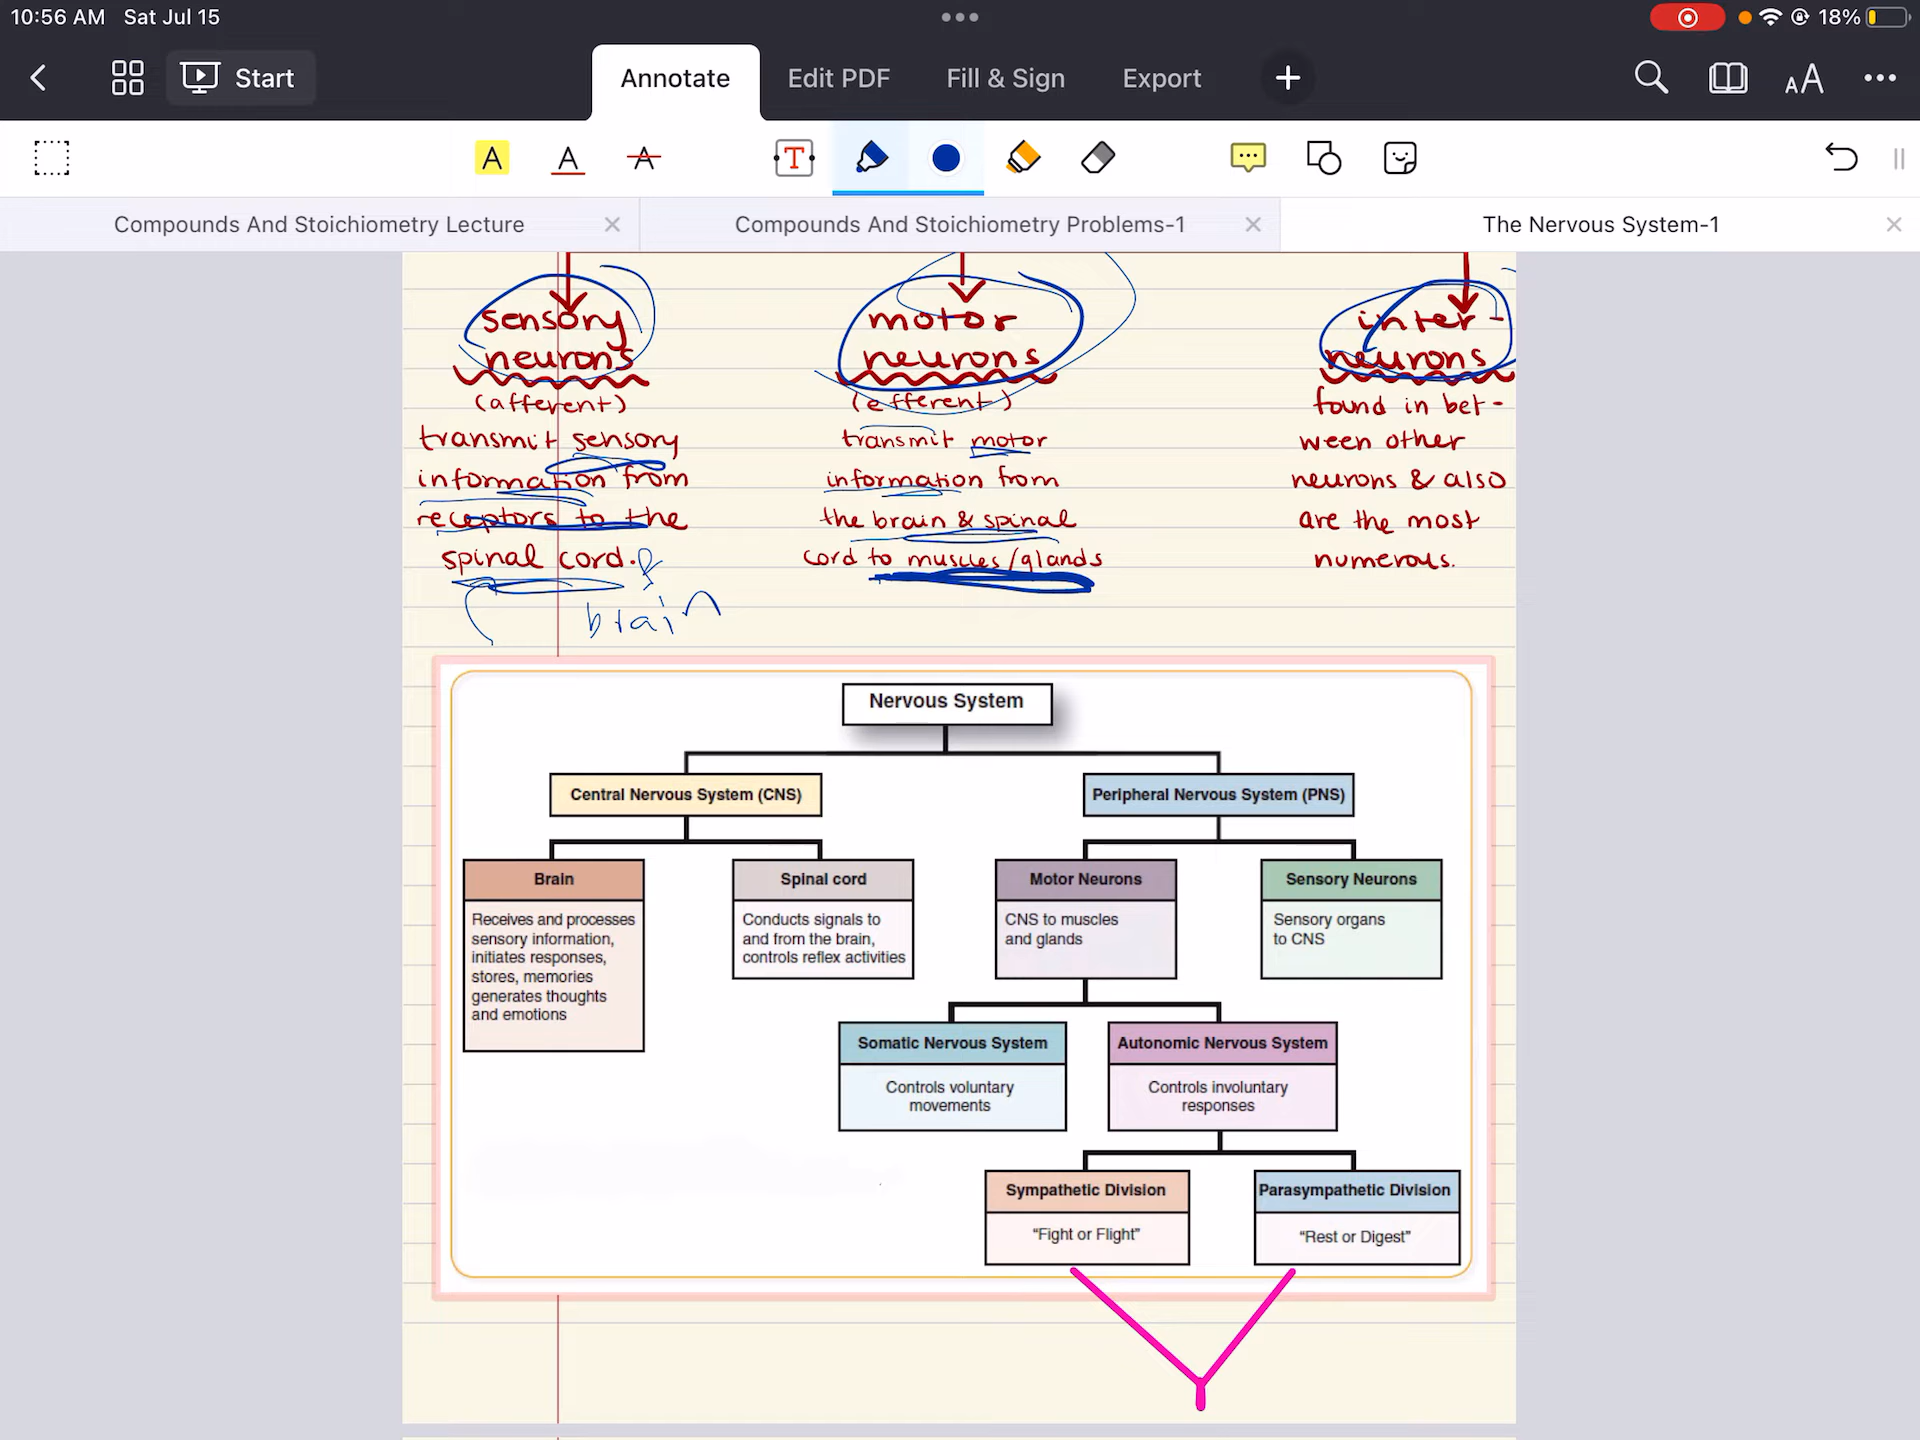 10:56 AM Sat Jul 15
18%
Start
Annotate
Edit PDF
Fill & Sign
Export
AA
A A A T
Compounds And Stoichiometry Lecture
Compounds And Stoichiometry Problems-1
The Nervous System-1
sensory
neurons
(afferent)
transmit sensory
information from
receptors to the
spinal cord. &
brain
motor
neurons
(efferent)
transmit motor
information from
the brain & spinal
cord to muscles/glands
inter-
neurons
found in bet-
ween other
neurons & also
are the most
numerous.
Nervous System
Central Nervous System (CNS)
Peripheral Nervous System (PNS)
Brain
Receives and processes
sensory information,
initiates responses,
stores, memories
generates thoughts
and emotions
Spinal cord
Conducts signals to
and from the brain,
controls reflex activities
Motor Neurons
CNS to muscles
and glands
Sensory Neurons
Sensory organs
to CNS
Somatic Nervous System
Controls voluntary
movements
Autonomic Nervous System
Controls involuntary
responses
Sympathetic Division
“Fight or Flight”
Parasympathetic Division
“Rest or Digest”